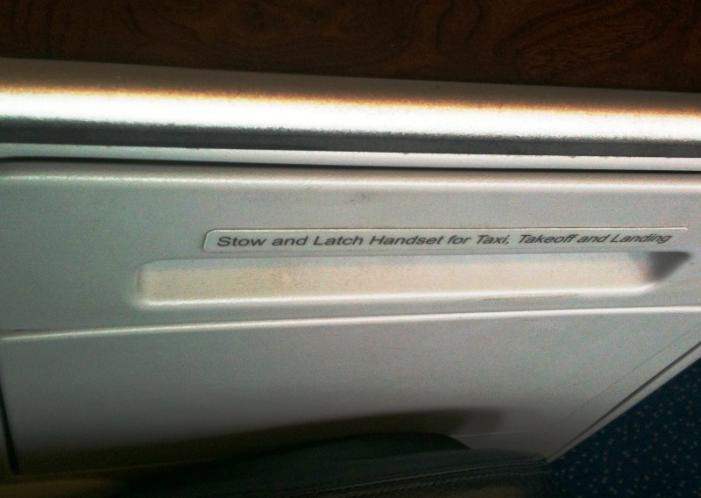 Stow and Latch Handset for Taxi, Takeoff and Landing